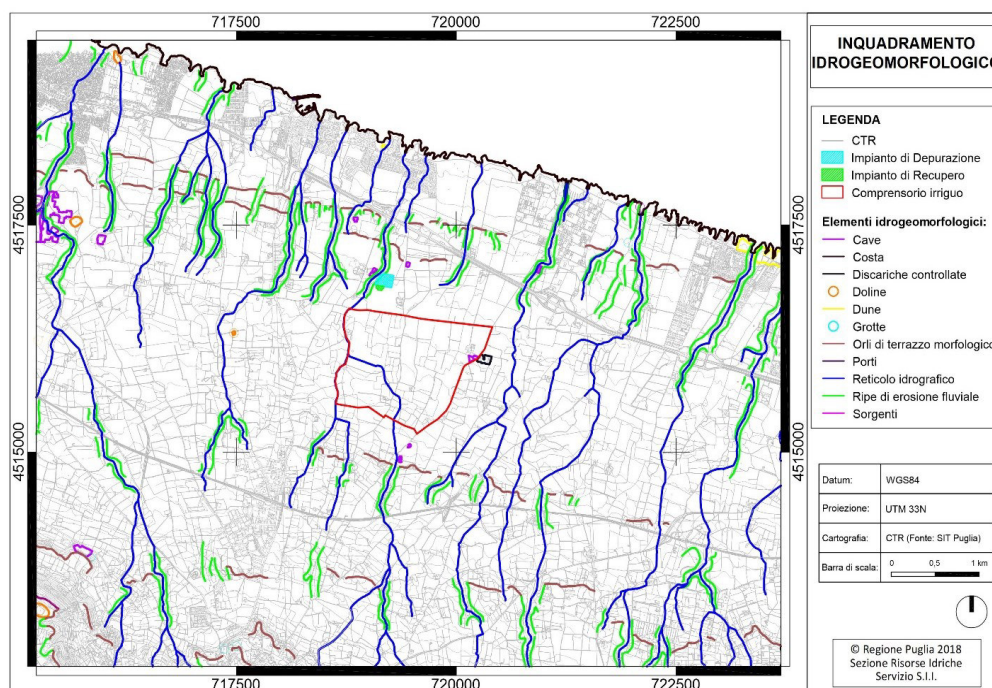 717500 720000 722500
4517500
4515000
4517500
4515000
717500 720000 722500
INQUADRAMENTO
IDROGEOMORFOLOGICO
LEGENDA
CTR
Impianto di Depurazione
Impianto di Recupero
Comprensorio irriguo
Elementi idrogeomorfologici:
Cave
Costa
Discariche controllate
Doline
Dune
Grotte
Orli di terrazzo morfologico
Porti
Reticolo idrografico
Ripe di erosione fluviale
Sorgenti
Datum: WGS84
Proiezione: UTM 33N
Cartografia: CTR (Fonte: SIT Puglia)
Barra di scala: 0 0,5 1 km
© Regione Puglia 2018
Sezione Risorse Idriche
Servizio S.I.I.